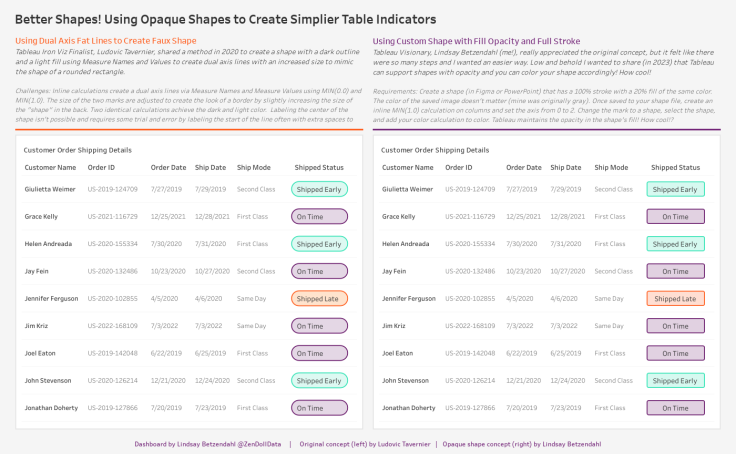 Better Shapes! Using Opaque Shapes to Create Simplier Table Indicators
Using Dual Axis Fat Lines to Create Faux Shape
Tableau Iron Viz Finalist, Ludovic Tavernier, shared a method in 2020 to create a shape with a dark outline
and a light fill using Measure Names and Values to create dual axis lines with an increased size to mimic
the shape of a rounded rectangle.
Challenges: Inline calculations create a dual axis lines via Measure Names and Measure Values using MIN(0.0) and
MIN(1.0). The size of the two marks are adjusted to create the look of a border by slightly increasing the size of
the "shape" in the back. Two identical calculations achieve the dark and light color. Labeling the center of the
shape isn't possible and requires some trial and error by labeling the start of the line often with extra spaces to
Customer Order Shipping Details
Customer Name Order ID Order Date Ship Date Ship Mode Shipped Status
Giulietta Weimer US-2019-124709 7/27/2019 7/29/2019 Second Class Shipped Early
Grace Kelly US-2021-116729 12/25/2021 12/28/2021 First Class On Time
Helen Andreada US-2020-155334 7/30/2020 7/31/2020 First Class Shipped Early
Jay Fein US-2020-132486 10/23/2020 10/27/2020 Second Class On Time
Jennifer Ferguson US-2020-102855 4/5/2020 4/6/2020 Same Day Shipped Late
Jim Kriz US-2022-168109 7/3/2022 7/3/2022 Same Day On Time
Joel Eaton US-2019-142048 6/22/2019 6/25/2019 First Class On Time
John Stevenson US-2020-126214 12/21/2020 12/24/2020 Second Class Shipped Early
Jonathan Doherty US-2019-127866 7/20/2019 7/23/2019 First Class On Time
Using Custom Shape with Fill Opacity and Full Stroke
Tableau Visionary, Lindsay Betzendahl (me!), really appreciated the original concept, but it felt like there
were so many steps and I wanted an easier way. Low and behold I wanted to share (in 2023) that Tableau
can support shapes with opacity and you can color your shape accordingly! How cool!
Requirements: Create a shape (in Figma or PowerPoint) that has a 100% stroke with a 20% fill of the same color.
The color of the saved image doesn't matter (mine was originally gray). Once saved to your shape file, create an
inline MIN(1.0) calculation on columns and set the axis from 0 to 2. Change the mark to a shape, select the shape,
and add your color calculation to color. Tableau maintains the opacity in the shape's fill! How cool!?
Customer Order Shipping Details
Customer Name Order ID Order Date Ship Date Ship Mode Shipped Status
Giulietta Weimer US-2019-124709 7/27/2019 7/29/2019 Second Class Shipped Early
Grace Kelly US-2021-116729 12/25/2021 12/28/2021 First Class On Time
Helen Andreada US-2020-155334 7/30/2020 7/31/2020 First Class Shipped Early
Jay Fein US-2020-132486 10/23/2020 10/27/2020 Second Class On Time
Jennifer Ferguson US-2020-102855 4/5/2020 4/6/2020 Same Day Shipped Late
Jim Kriz US-2022-168109 7/3/2022 7/3/2022 Same Day On Time
Joel Eaton US-2019-142048 6/22/2019 6/25/2019 First Class On Time
John Stevenson US-2020-126214 12/21/2020 12/24/2020 Second Class Shipped Early
Jonathan Doherty US-2019-127866 7/20/2019 7/23/2019 First Class On Time
Dashboard by Lindsay Betzendahl @ZenDollData | Original concept (left) by Ludovic Tavernier | Opaque shape concept (right) by Lindsay Betzendahl